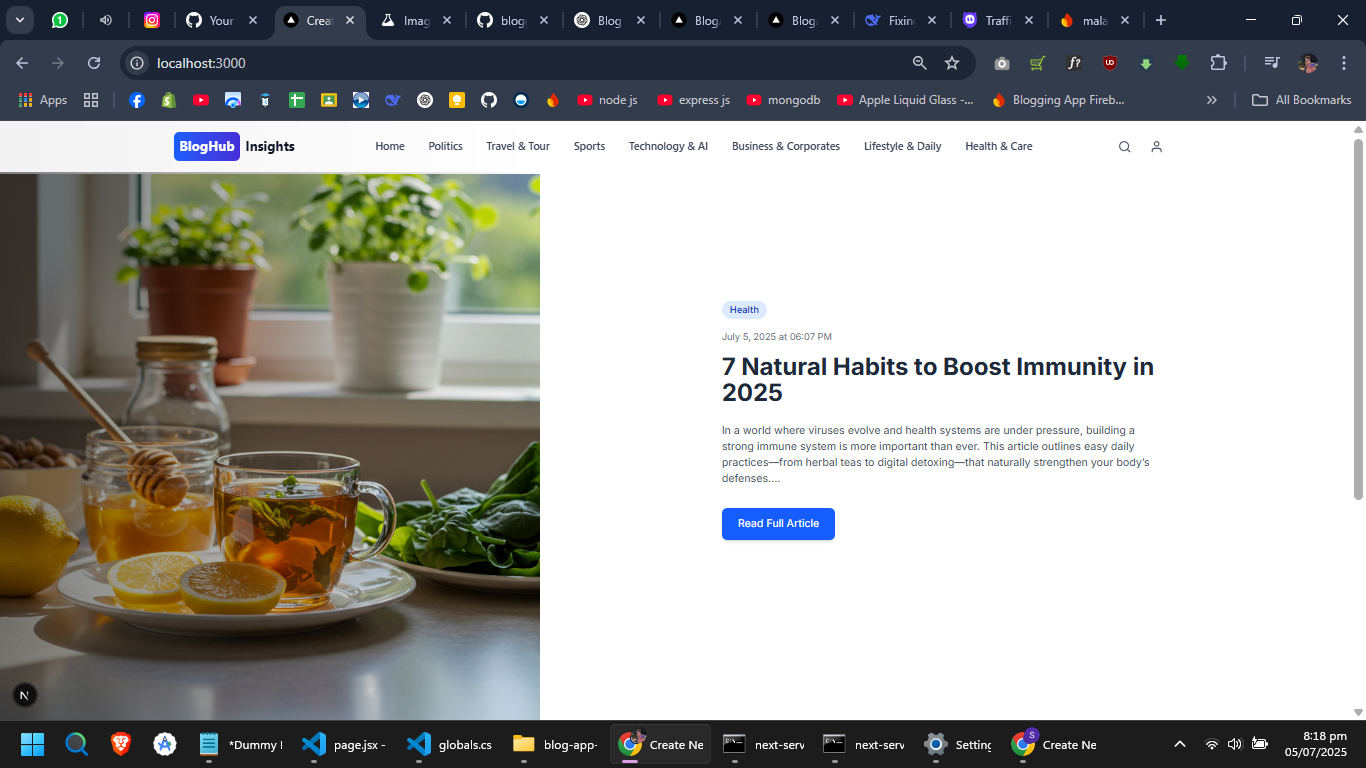 Your
Creat
Imag
blog
Blog
Blog
Blog
Fixin
Traffi
mala
localhost:3000
Apps
node js
express js
mongodb
Apple Liquid Glass -...
Blogging App Fireb...
All Bookmarks
BlogHub Insights
Home
Politics
Travel & Tour
Sports
Technology & AI
Business & Corporates
Lifestyle & Daily
Health & Care
Health
July 5, 2025 at 06:07 PM
7 Natural Habits to Boost Immunity in
2025
In a world where viruses evolve and health systems are under pressure, building a
strong immune system is more important than ever. This article outlines easy daily
practices—from herbal teas to digital detoxing—that naturally strengthen your body's
defenses....
Read Full Article
N
*Dummy
page.jsx -
globals.cs
blog-app-
Create Ne
next-serv
next-serv
Setting
Create Ne
8:18 pm
05/07/2025